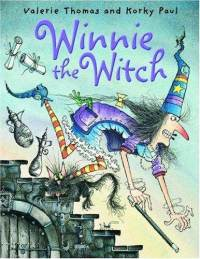 Valerie Thomas and Korky Paul
Winnie
the Witch